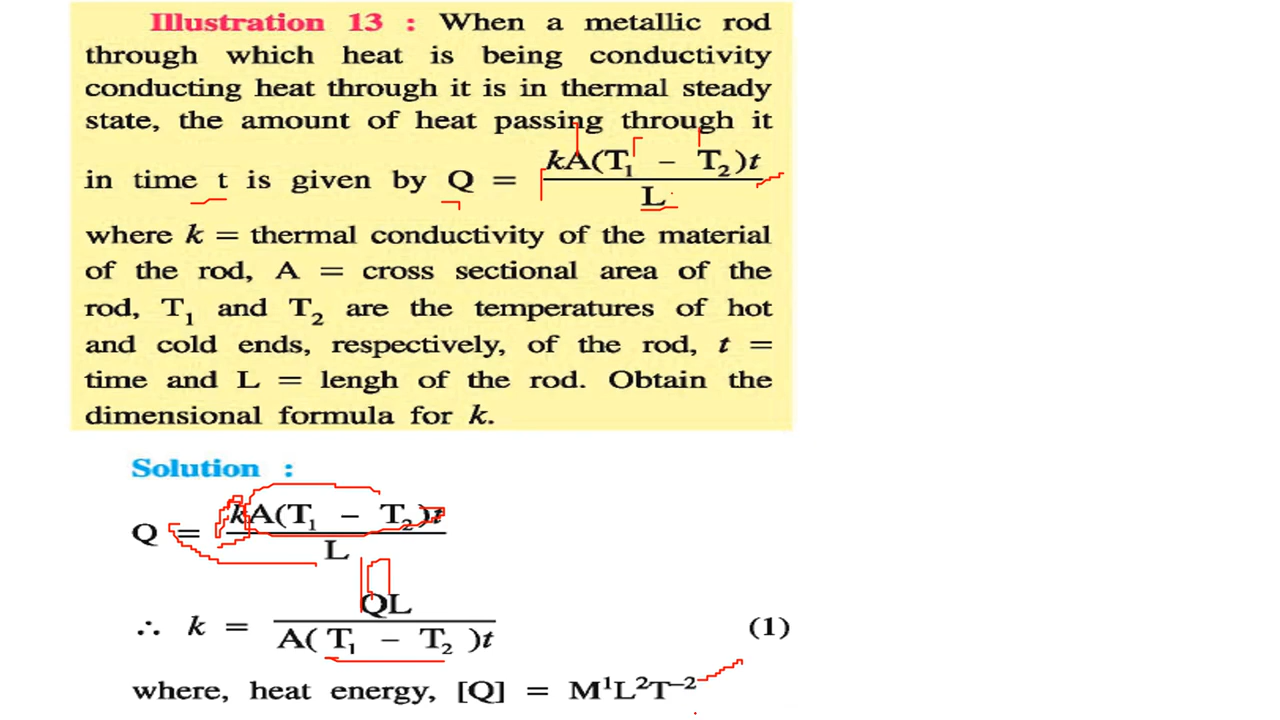 Illustration 13 : When a metallic rod
through which heat is being conductivity
conducting heat through it is in thermal steady
state, the amount of heat passing through it
in time t is given by Q = kA(T₁ − T₂)t / L
where k = thermal conductivity of the material
of the rod, A = cross sectional area of the
rod, T₁ and T₂ are the temperatures of hot
and cold ends, respectively, of the rod, t =
time and L = lengh of the rod. Obtain the
dimensional formula for k.
Solution :
Q = kA(T₁ − T₂)t / L
∴ k = QL / A( T₁ − T₂ )t (1)
where, heat energy, [Q] = M¹L²T⁻²